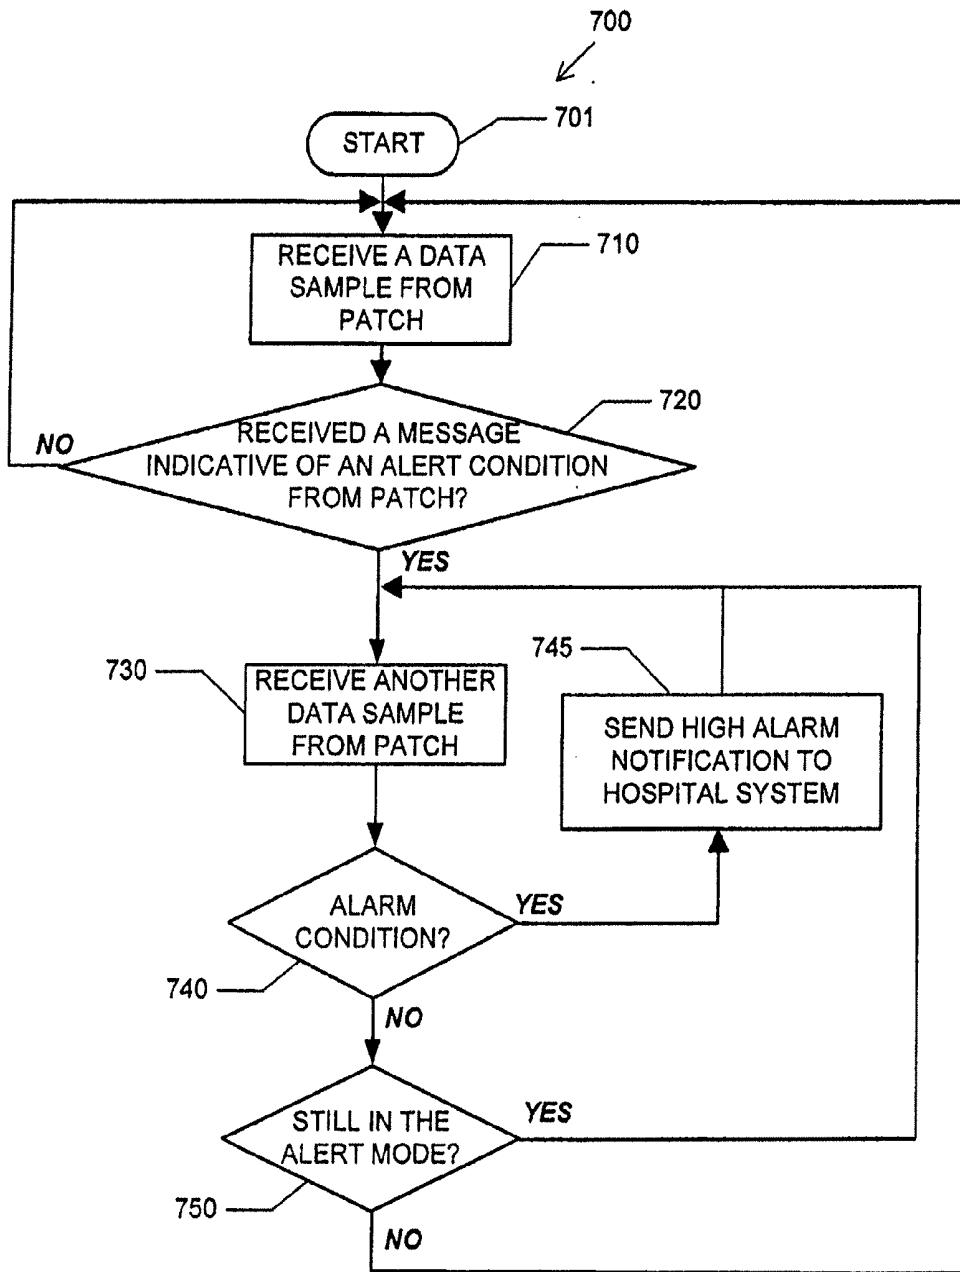 700
START
701
RECEIVE A DATA
SAMPLE FROM
PATCH
710
RECEIVED A MESSAGE
INDICATIVE OF AN ALERT CONDITION
FROM PATCH?
720
NO
YES
RECEIVE ANOTHER
DATA SAMPLE
FROM PATCH
730
745
SEND HIGH ALARM
NOTIFICATION TO
HOSPITAL SYSTEM
ALARM
CONDITION?
YES
740
NO
STILL IN THE
ALERT MODE?
YES
750
NO